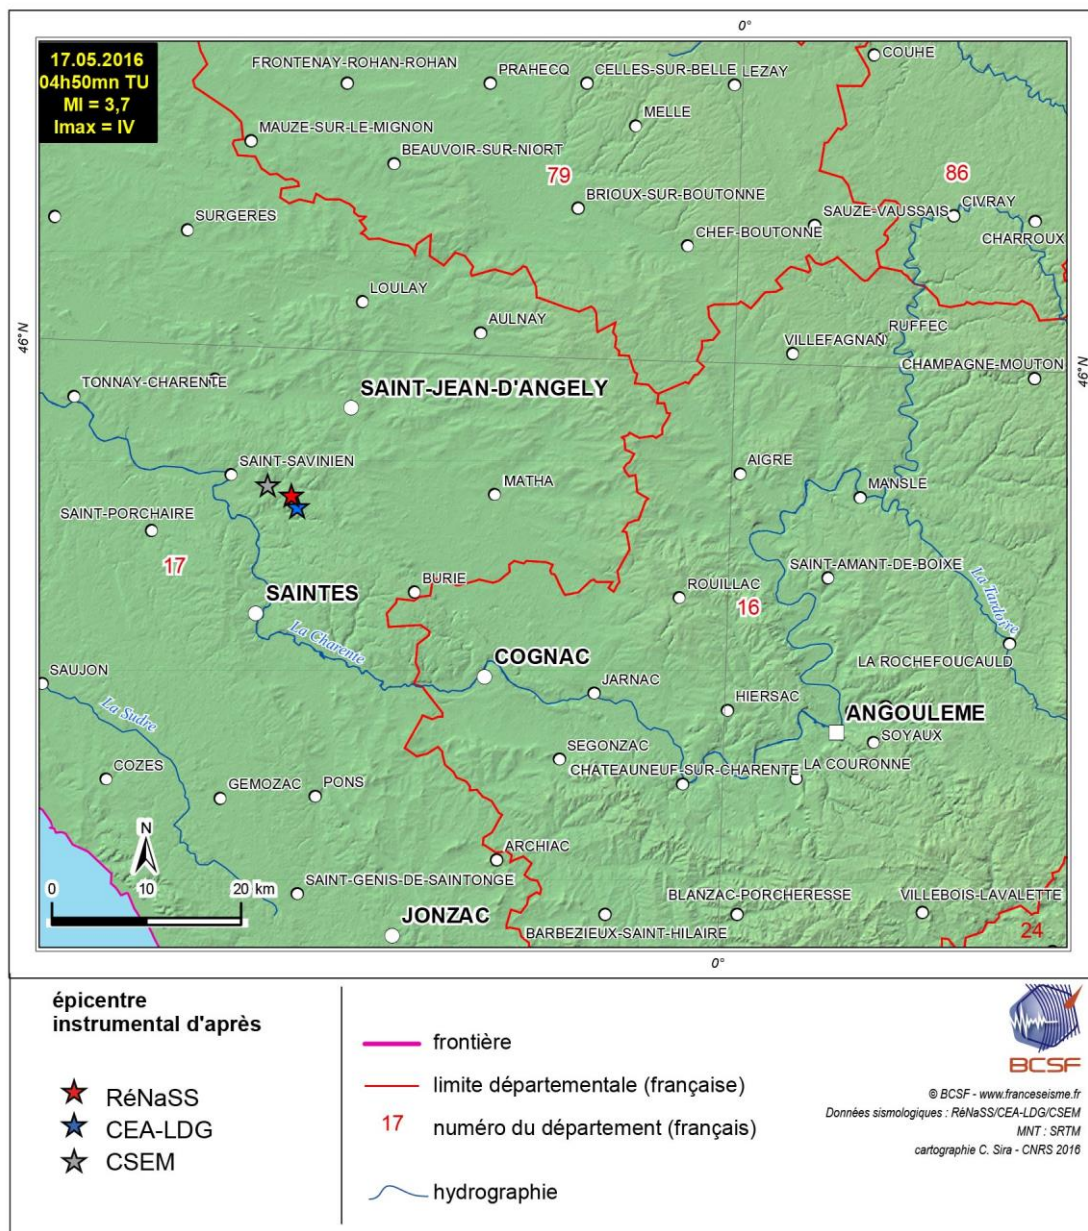 0°
17.05.2016
04h50mn TU
Ml = 3,7
Imax = IV
COUHE
FRONTENAY-ROHAN-ROHAN
PRAHECQ
CELLES-SUR-BELLE
LEZAY
MELLE
MAUZE-SUR-LE-MIGNON
BEAUVOIR-SUR-NIORT
79
86
BRIOUX-SUR-BOUTONNE
CIVRAY
SAUZE-VAUSSAIS
SURGERES
CHEF-BOUTONNE
CHARROUX
LOULAY
AULNAY
RUFFEC
46°N
VILLEFAGNAN
46°N
CHAMPAGNE-MOUTON
TONNAY-CHARENTE
SAINT-JEAN-D'ANGELY
SAINT-SAVINIEN
AIGRE
MATHA
MANSLE
SAINT-PORCHAIRE
17
SAINT-AMANT-DE-BOIXE
BURIE
SAINTES
ROUILLAC
La Tardoire
16
La Charente
COGNAC
LA ROCHEFOUCAULD
SAUJON
JARNAC
HIERSAC
La Sudre
ANGOULEME
SOYAUX
SEGONZAC
CHATEAUNEUF-SUR-CHARENTE
LA COURONNE
COZES
GEMOZAC
PONS
N
ARCHIAC
0 10 20 km
SAINT-GENIS-DE-SAINTONGE
BLANZAC-PORCHERESSE
VILLEBOIS-LAVALETTE
JONZAC
BARBEZIEUX-SAINT-HILAIRE
24
0°
épicentre
instrumental d'après
RéNaSS
CEA-LDG
CSEM
frontière
limite départementale (française)
17 numéro du département (français)
hydrographie
BCSF
© BCSF - www.franceseisme.fr
Données sismologiques : RéNaSS/CEA-LDG/CSEM
MNT : SRTM
cartographie C. Sira - CNRS 2016